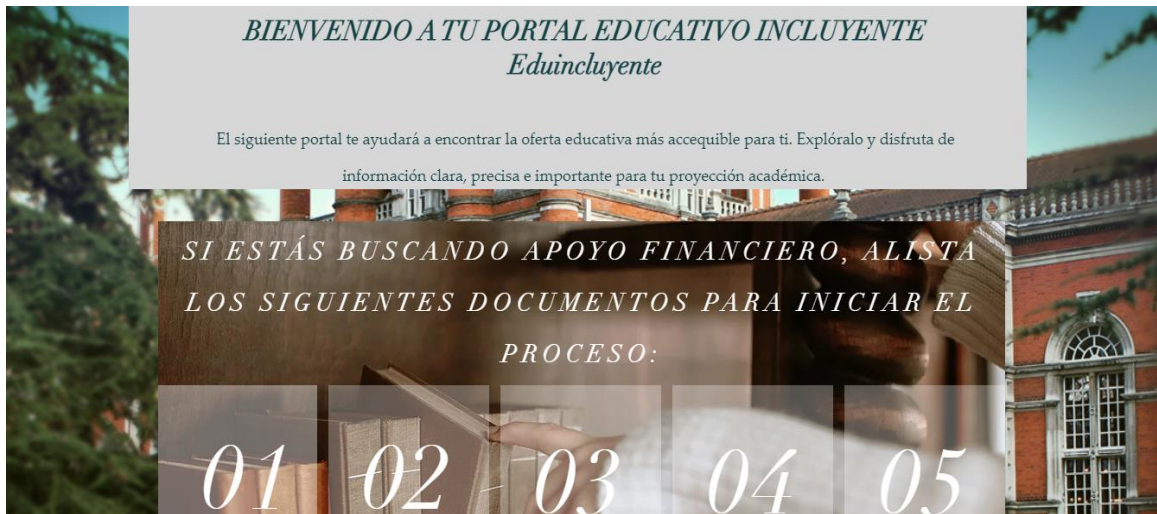 BIENVENIDO A TU PORTAL EDUCATIVO INCLUYENTE
Eduincluyente
El siguiente portal te ayudará a encontrar la oferta educativa más accequible para ti. Explóralo y disfruta de
información clara, precisa e importante para tu proyección académica.
SI ESTÁS BUSCANDO APOYO FINANCIERO, ALISTA
LOS SIGUIENTES DOCUMENTOS PARA INICIAR EL
PROCESO:
01 02 03 04 05